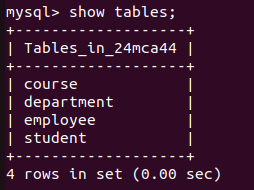 mysql> show tables;
+-------------------+
| Tables_in_24mca44 |
+-------------------+
| course            |
| department        |
| employee          |
| student           |
+-------------------+
4 rows in set (0.00 sec)